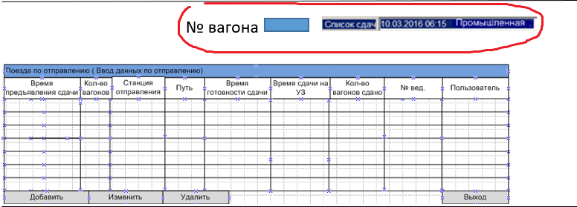 № вагона Список сдач 10.03.2016 06:15 Промышленная
Поезда по отправлению ( Ввод данных по отправлению)
Время предъявления сдачи Кол-во вагонов Станция отправления Путь Время готовности сдачи Время сдачи на УЗ Кол-во вагонов сдано № вед. Пользователь
Добавить Изменить Удалить Выход